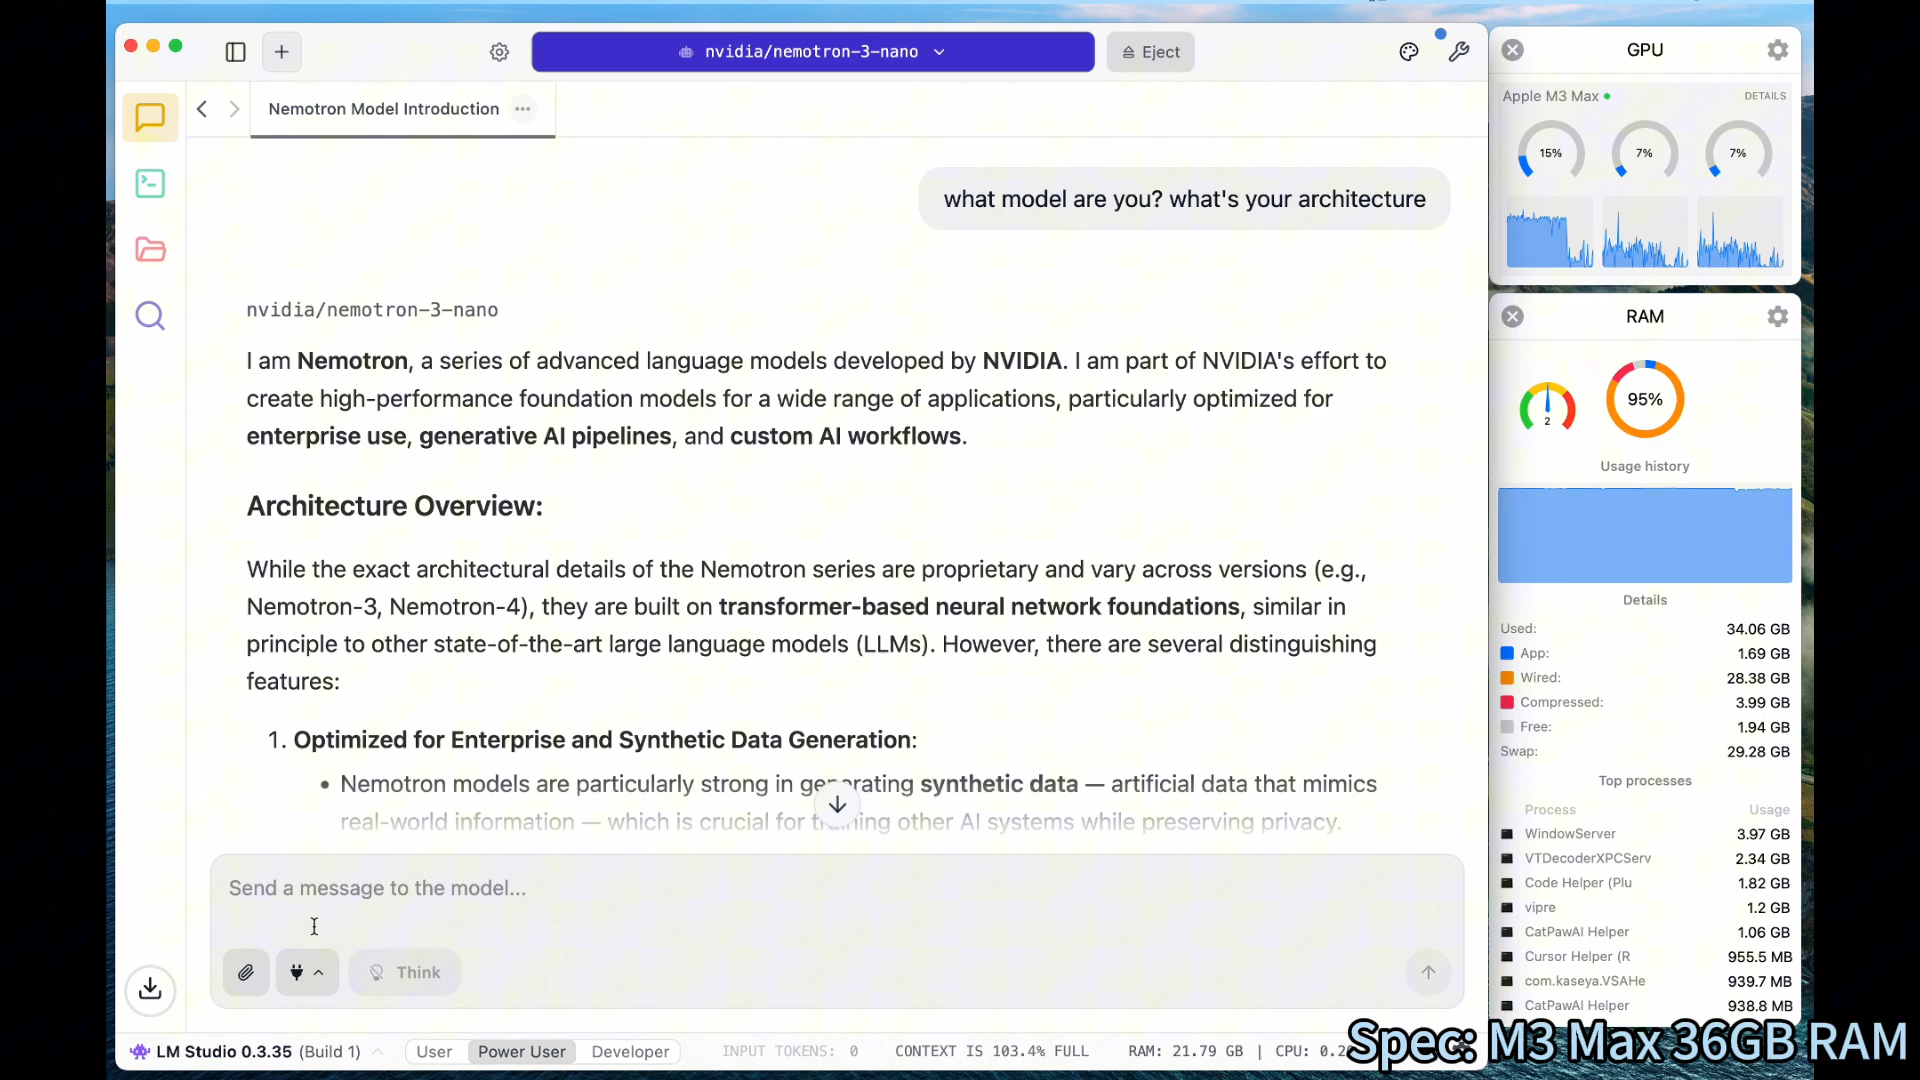 nvidia/nemotron-3-nano
Eject
Nemotron Model Introduction
what model are you? what's your architecture
nvidia/nemotron-3-nano
I am Nemotron, a series of advanced language models developed by NVIDIA. I am part of NVIDIA's effort to
create high-performance foundation models for a wide range of applications, particularly optimized for
enterprise use, generative AI pipelines, and custom AI workflows.
Architecture Overview:
While the exact architectural details of the Nemotron series are proprietary and vary across versions (e.g.,
Nemotron-3, Nemotron-4), they are built on transformer-based neural network foundations, similar in
principle to other state-of-the-art large language models (LLMs). However, there are several distinguishing
features:
1. Optimized for Enterprise and Synthetic Data Generation:
• Nemotron models are particularly strong in generating synthetic data — artificial data that mimics
real-world information — which is crucial for training other AI systems while preserving privacy.
Send a message to the model...
Think
LM Studio 0.3.35 (Build 1)
User Power User Developer
INPUT TOKENS: 0
CONTEXT IS 103.4% FULL
RAM: 21.79 GB | CPU:
GPU
Apple M3 Max
DETAILS
15% 7% 7%
RAM
2
95%
Usage history
Details
Used: 34.06 GB
App: 1.69 GB
Wired: 28.38 GB
Compressed: 3.99 GB
Free: 1.94 GB
Swap: 29.28 GB
Top processes
Process Usage
WindowServer 3.97 GB
VTDecoderXPCServ 2.34 GB
Code Helper (Plu 1.82 GB
vipre 1.2 GB
CatPawAI Helper 1.06 GB
Cursor Helper (R 955.5 MB
com.kaseya.VSAHe 939.7 MB
CatPawAI Helper 938.8 MB
Spec: M3 Max 36GB RAM